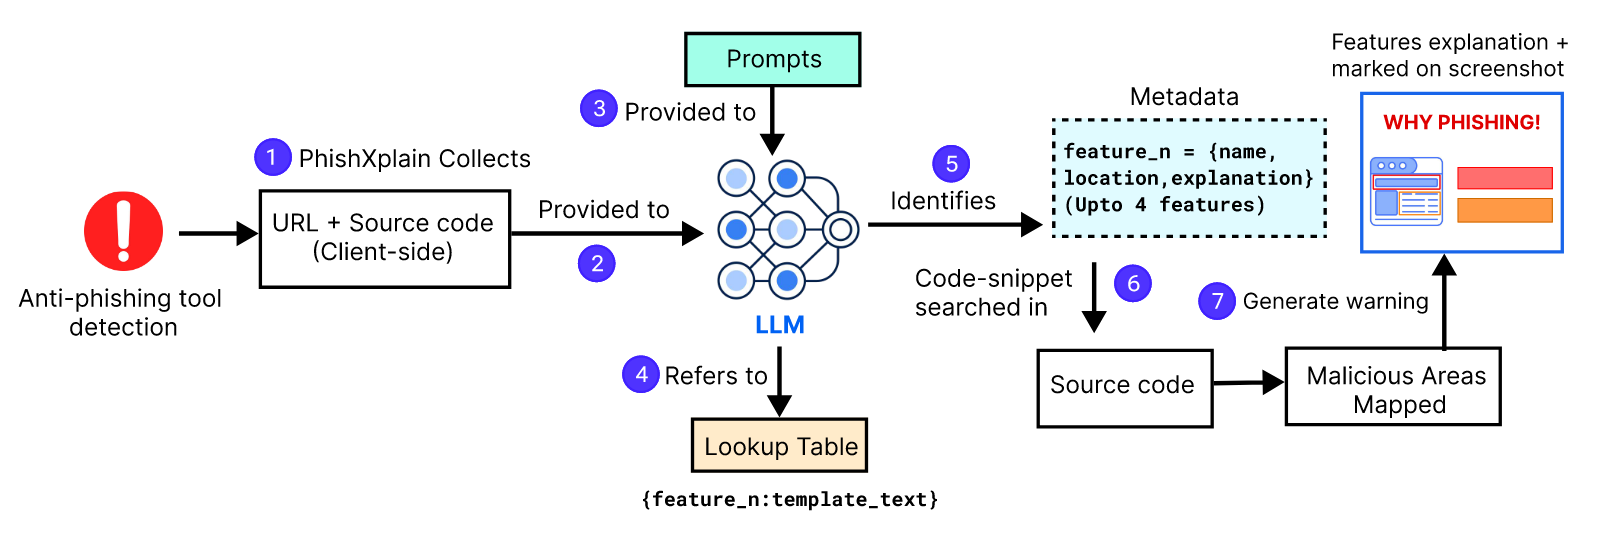 Anti-phishing tool
detection
1 PhishXplain Collects
URL + Source code
(Client-side)
Provided to
2
Prompts
3 Provided to
LLM
4 Refers to
Lookup Table
{feature_n:template_text}
5
Identifies
Metadata
feature_n = {name,
location,explanation}
(Upto 4 features)
Code-snippet
searched in
6
Source code
Malicious Areas
Mapped
7 Generate warning
Features explanation +
marked on screenshot
WHY PHISHING!